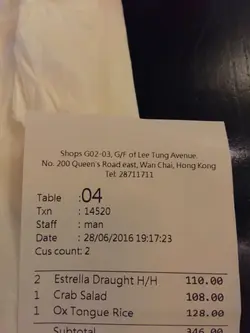 Shops G02-03, G/F of Lee Tung Avenue.
No. 200 Queen's Road east, Wan Chai, Hong Kong
Tel: 28711711
Table : 04
Txn : 14520
Staff : man
Date : 28/06/2016 19:17:23
Cus count: 2
2 Estrella Draught H/H 110.00
1 Crab Salad 108.00
1 Ox Tongue Rice 128.00
Subtotal 346.00